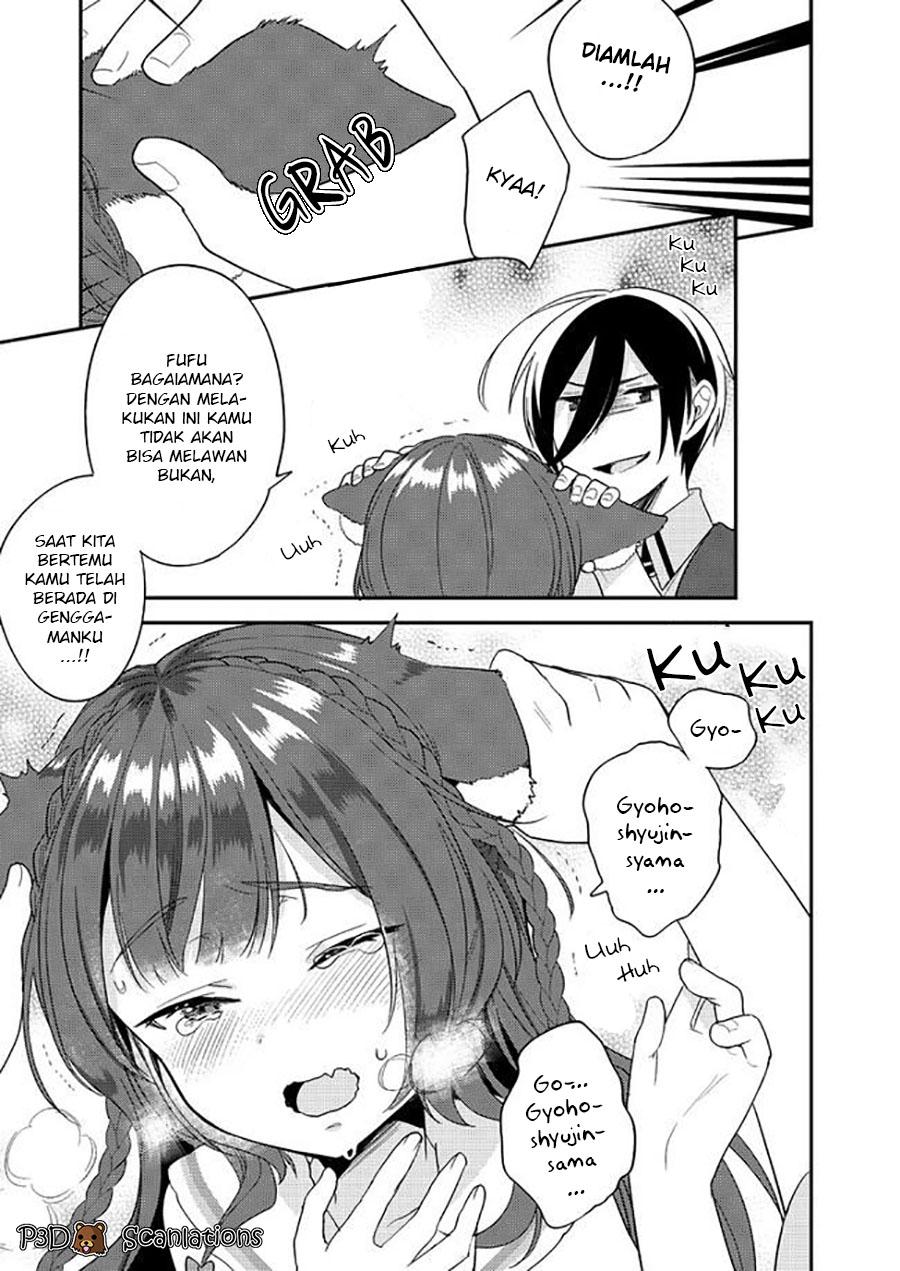 DIAMLAH
...!!
KYAA!
GRAB
KU
KU
KU
FUFU
BAGAIAMANA?
DENGAN MELA-
KUKAN INI KAMU
TIDAK AKAN
BISA MELAWAN
BUKAN,
Kuh
Uuh
SAAT KITA
BERTEMU
KAMU TELAH
BERADA DI
GENGGA-
MANKU
...!!
KU
KU
KU
Gyo-
Gyoho-
shyujin-
syama
...
Uuh
Huh
Go-...
Gyoho-
shyujin-
sama
...
P3D Scanlations